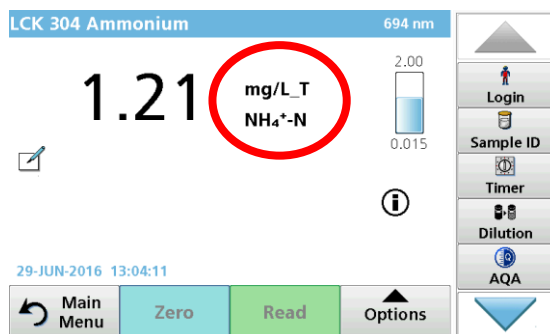 LCK 304 Ammonium 694 nm
1.21
mg/L_T
NH₄⁺-N
2.00
0.015
29-JUN-2016 13:04:11
Main Menu
Zero
Read
Options
Login
Sample ID
Timer
Dilution
AQA